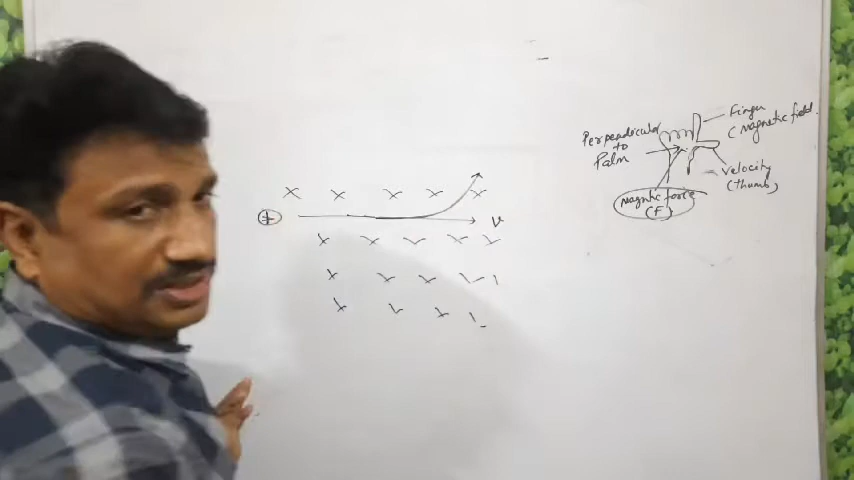 Finger
(Magnetic field.
Perpendicular
to
Palm
velocity
(thumb)
Magnetic force
(F)
x x x x x
+ v
x x x x x
x x x x
x x x